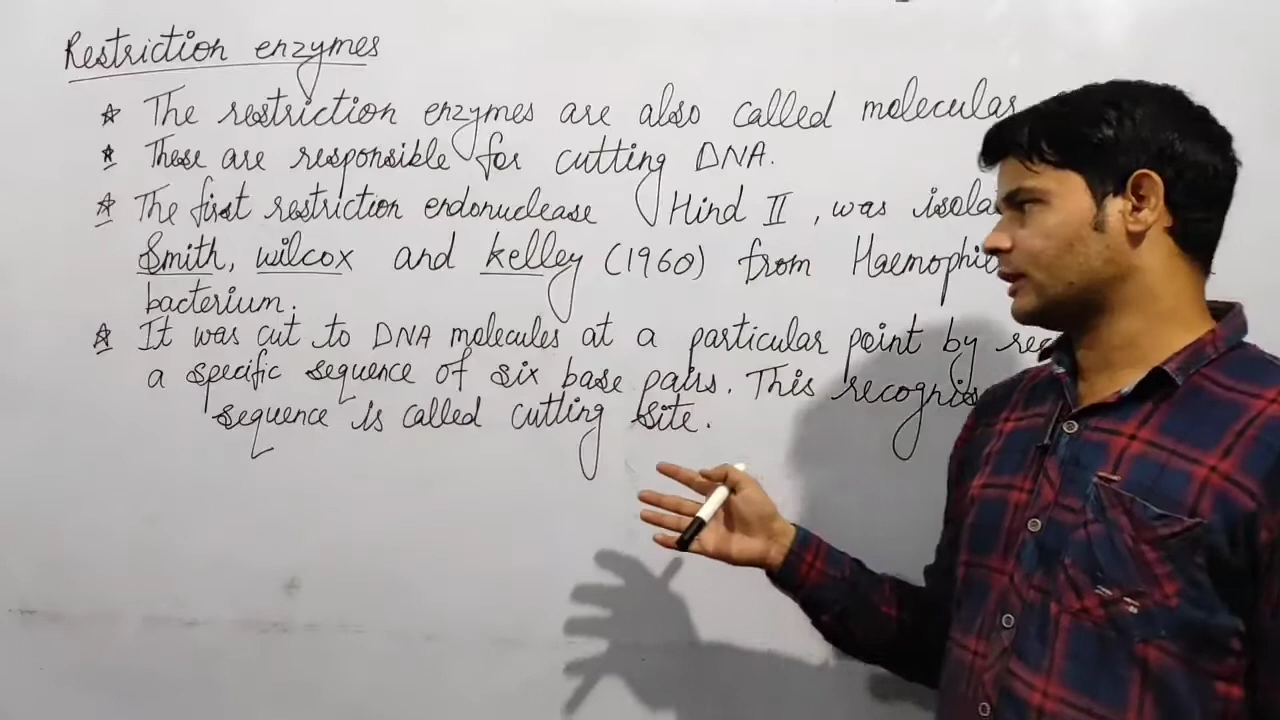 Restriction enzymes
☆ The restriction enzymes are also called molecular
☆ These are responsible for cutting DNA.
☆ The first restriction endonuclease Hind II, was
Smith, wilcox and kelley (1960) from
bacterium.
☆ It was cut to DNA molecules at a particular point by
a specific sequence of six base pairs. This
sequence is called cutting site.